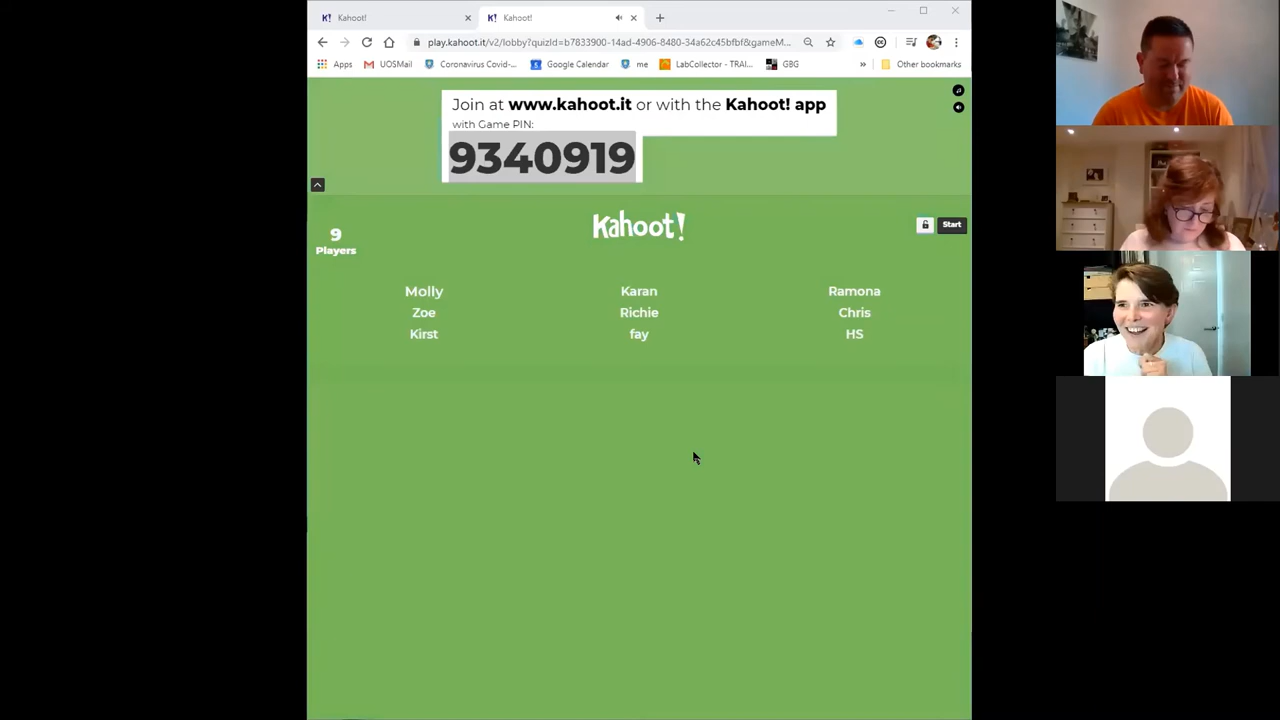 Kahoot!
Kahoot!
play.kahoot.it/v2/lobby?quizId=b7833900-14ad-4906-8480-34a62c45bfbf&gameM...
Apps UOSMail Coronavirus Covid-... Google Calendar me LabCollector - TRAI... GBG » Other bookmarks
Join at www.kahoot.it or with the Kahoot! app
with Game PIN:
9340919
Kahoot!
Start
9
Players
Molly Karan Ramona
Zoe Richie Chris
Kirst fay HS